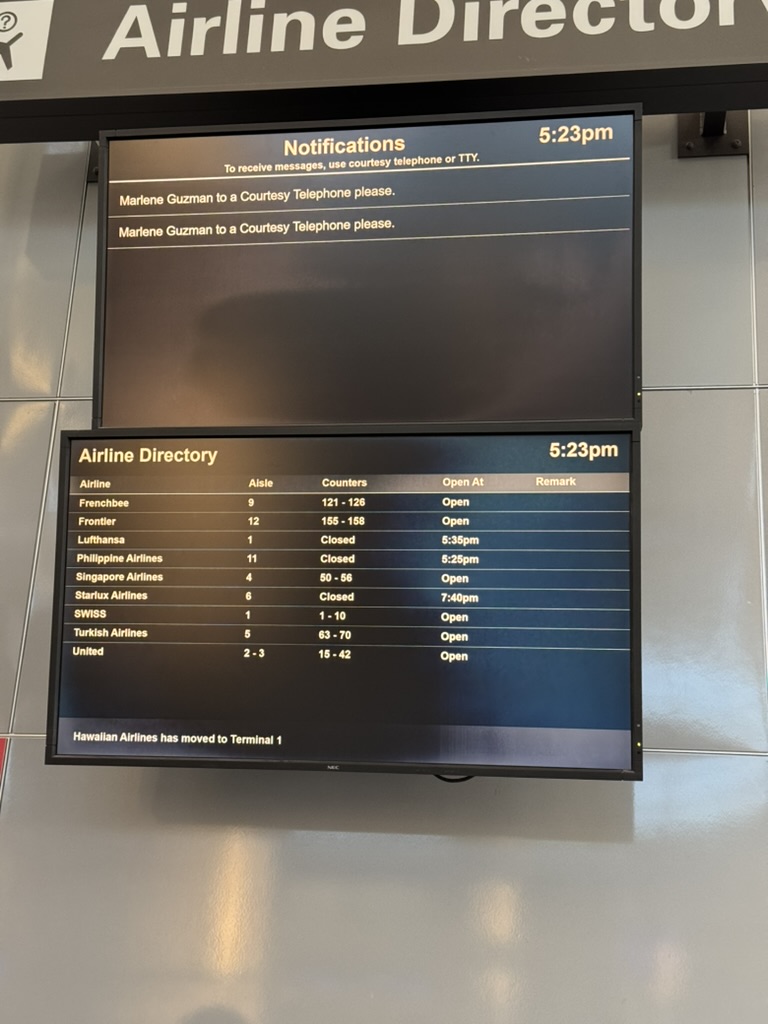 ?
Airline Directory
Notifications 5:23pm
To receive messages, use courtesy telephone or TTY.
Marlene Guzman to a Courtesy Telephone please.
Marlene Guzman to a Courtesy Telephone please.
Airline Directory 5:23pm
Airline Aisle Counters Open At Remark
Frenchbee 9 121 - 126 Open
Frontier 12 155 - 158 Open
Lufthansa 1 Closed 5:35pm
Philippine Airlines 11 Closed 5:25pm
Singapore Airlines 4 50 - 56 Open
Starlux Airlines 6 Closed 7:40pm
SWISS 1 1 - 10 Open
Turkish Airlines 5 63 - 70 Open
United 2 - 3 15 - 42 Open
Hawaiian Airlines has moved to Terminal 1
NEC